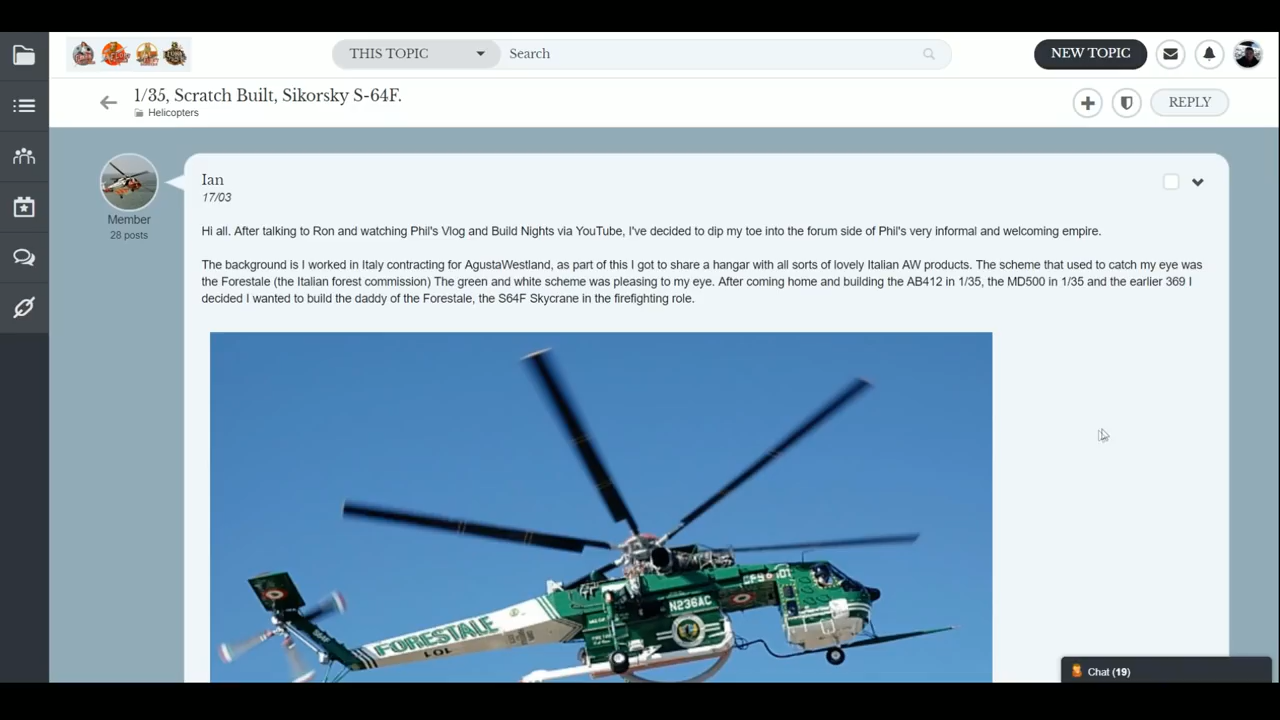 THIS TOPIC
Search
NEW TOPIC
1/35, Scratch Built, Sikorsky S-64F.
Helicopters
REPLY
Ian
17/03
Member
28 posts
Hi all. After talking to Ron and watching Phil's Vlog and Build Nights via YouTube, I've decided to dip my toe into the forum side of Phil's very informal and welcoming empire.
The background is I worked in Italy contracting for AgustaWestland, as part of this I got to share a hangar with all sorts of lovely Italian AW products. The scheme that used to catch my eye was
the Forestale (the Italian forest commission) The green and white scheme was pleasing to my eye. After coming home and building the AB412 in 1/35, the MD500 in 1/35 and the earlier 369 I
decided I wanted to build the daddy of the Forestale, the S64F Skycrane in the firefighting role.
N236AC
FORESTALE
101
Chat (19)